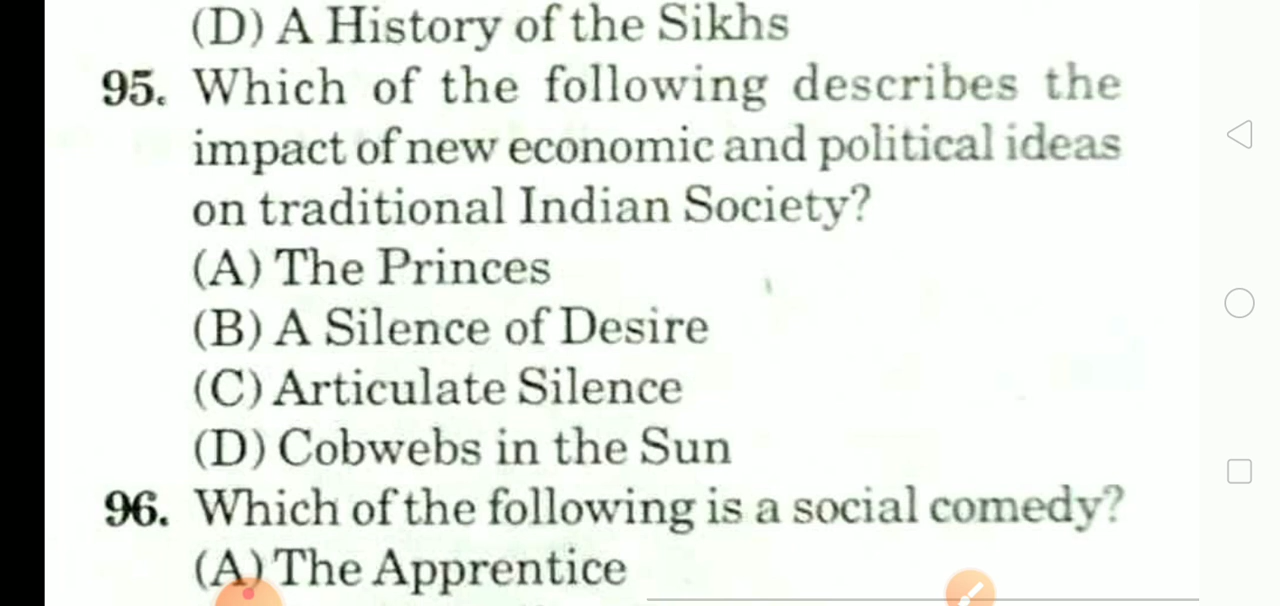 (D) A History of the Sikhs
95. Which of the following describes the
impact of new economic and political ideas
on traditional Indian Society?
(A) The Princes
(B) A Silence of Desire
(C) Articulate Silence
(D) Cobwebs in the Sun
96. Which of the following is a social comedy?
(A) The Apprentice